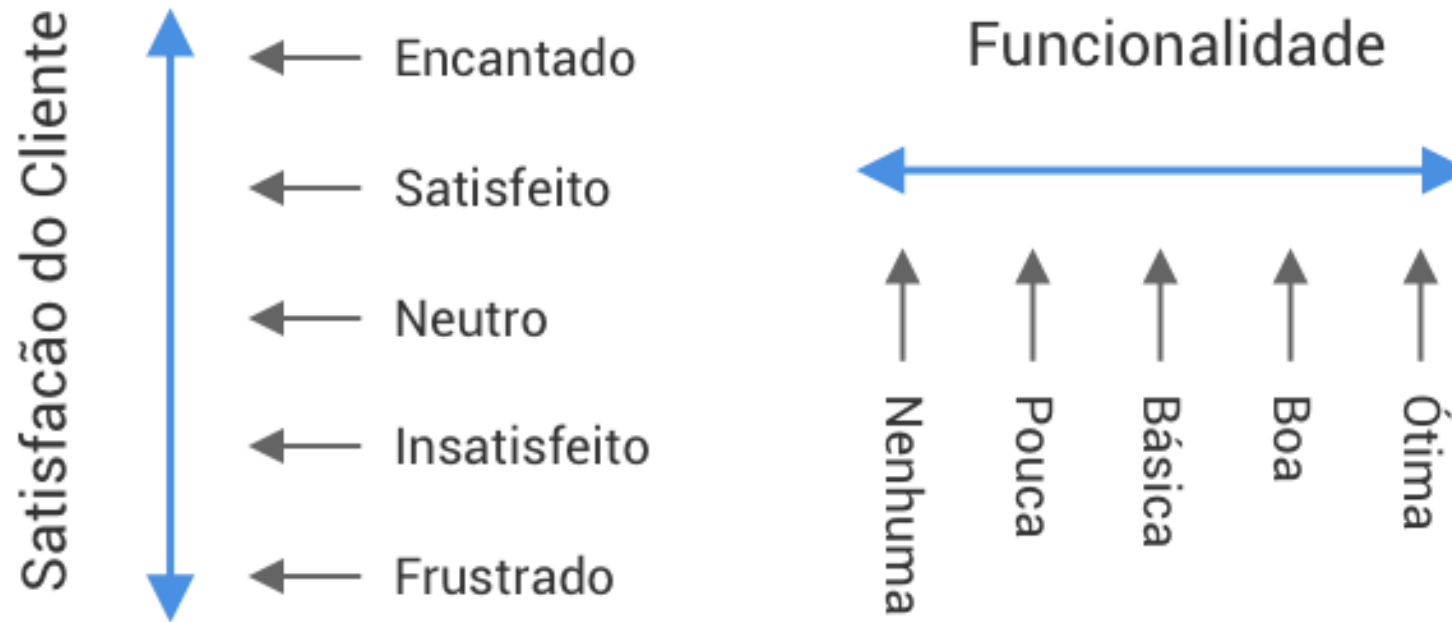 Satisfação do Cliente
Encantado
Satisfeito
Neutro
Insatisfeito
Frustrado
Funcionalidade
Nenhuma
Pouca
Básica
Boa
Ótima